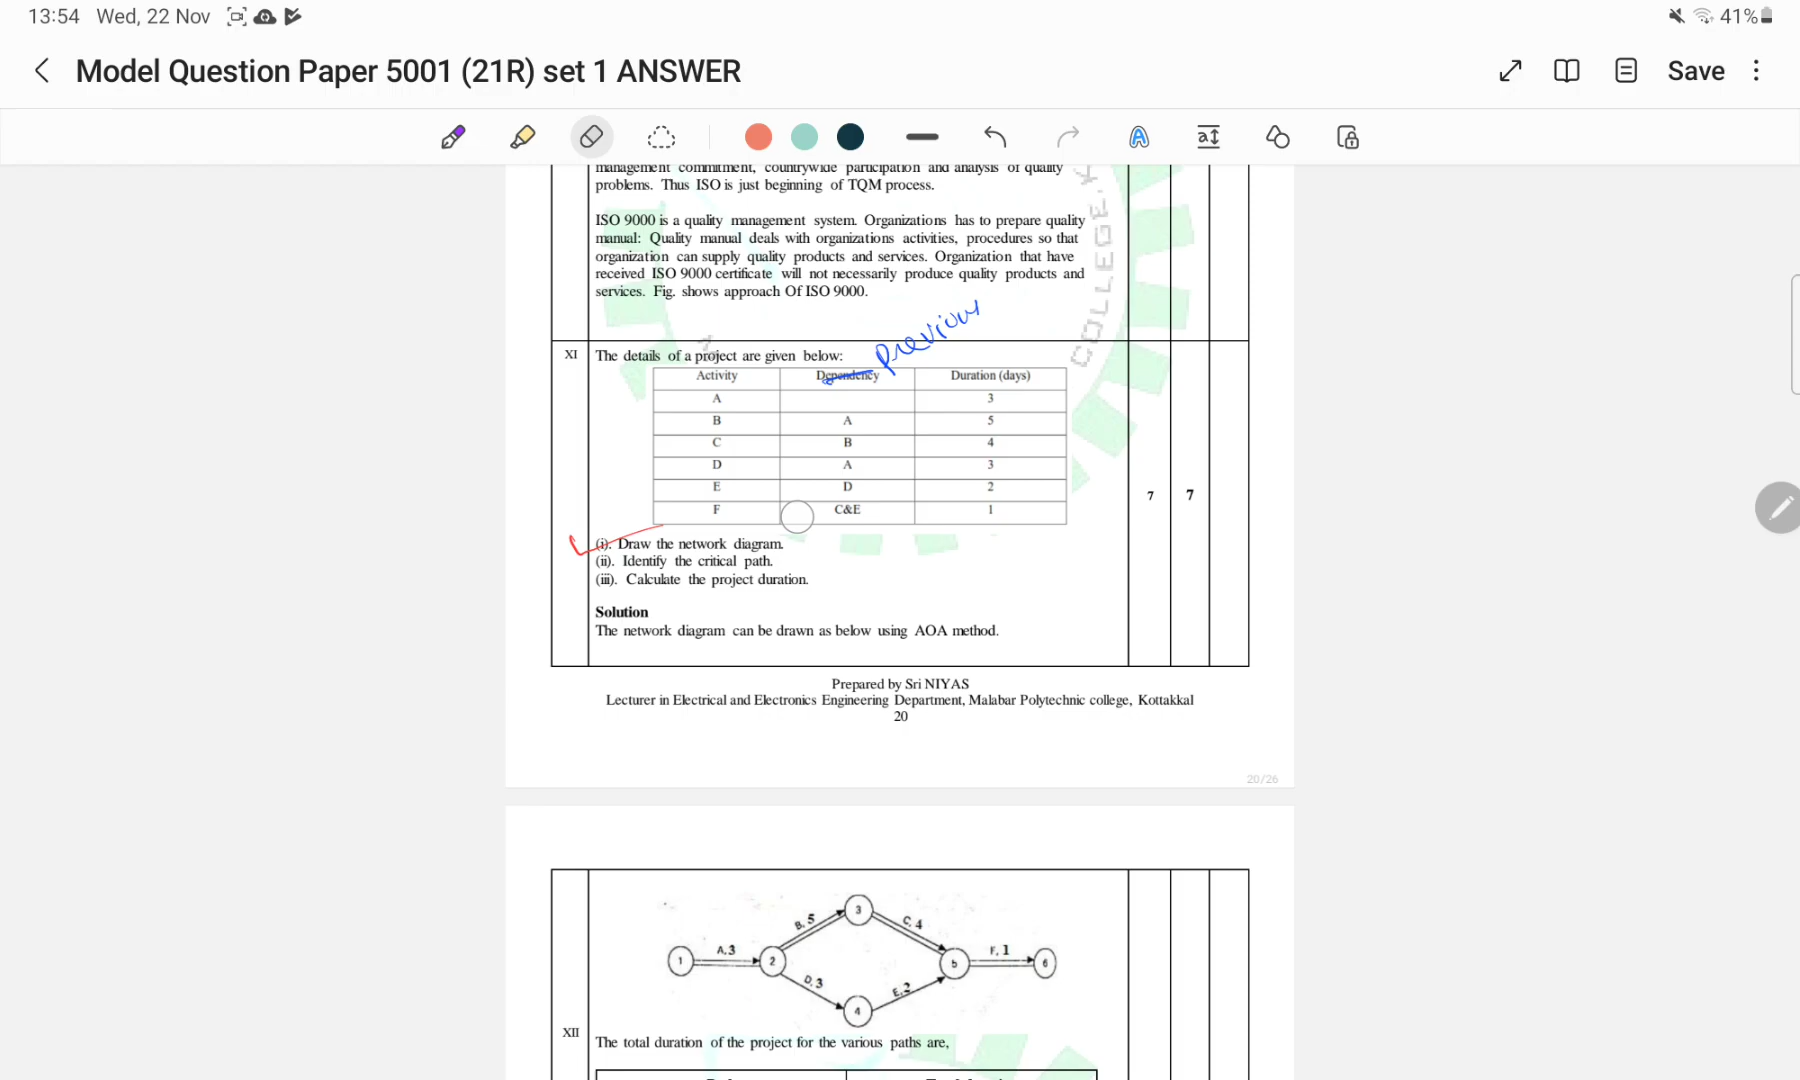 13:54 Wed, 22 Nov
41%
Model Question Paper 5001 (21R) set 1 ANSWER
Save
management commitment, countrywide participation and analysis of quality
problems. Thus ISO is just beginning of TQM process.
ISO 9000 is a quality management system. Organizations has to prepare quality
manual: Quality manual deals with organizations activities, procedures so that
organization can supply quality products and services. Organization that have
received ISO 9000 certificate will not necessarily produce quality products and
services. Fig. shows approach Of ISO 9000.
COLLEGE
previous
XI The details of a project are given below:
Activity Dependency Duration (days)
A 3
B A 5
C B 4
D A 3
E D 2
F C&E 1
7 7
(i). Draw the network diagram.
(ii). Identify the critical path.
(iii). Calculate the project duration.
Solution
The network diagram can be drawn as below using AOA method.
Prepared by Sri NIYAS
Lecturer in Electrical and Electronics Engineering Department, Malabar Polytechnic college, Kottakkal
20
20/26
3
B, 5 C, 4
A,3 F, 1
1 2 5 6
D, 3 E,2
4
XII The total duration of the project for the various paths are,